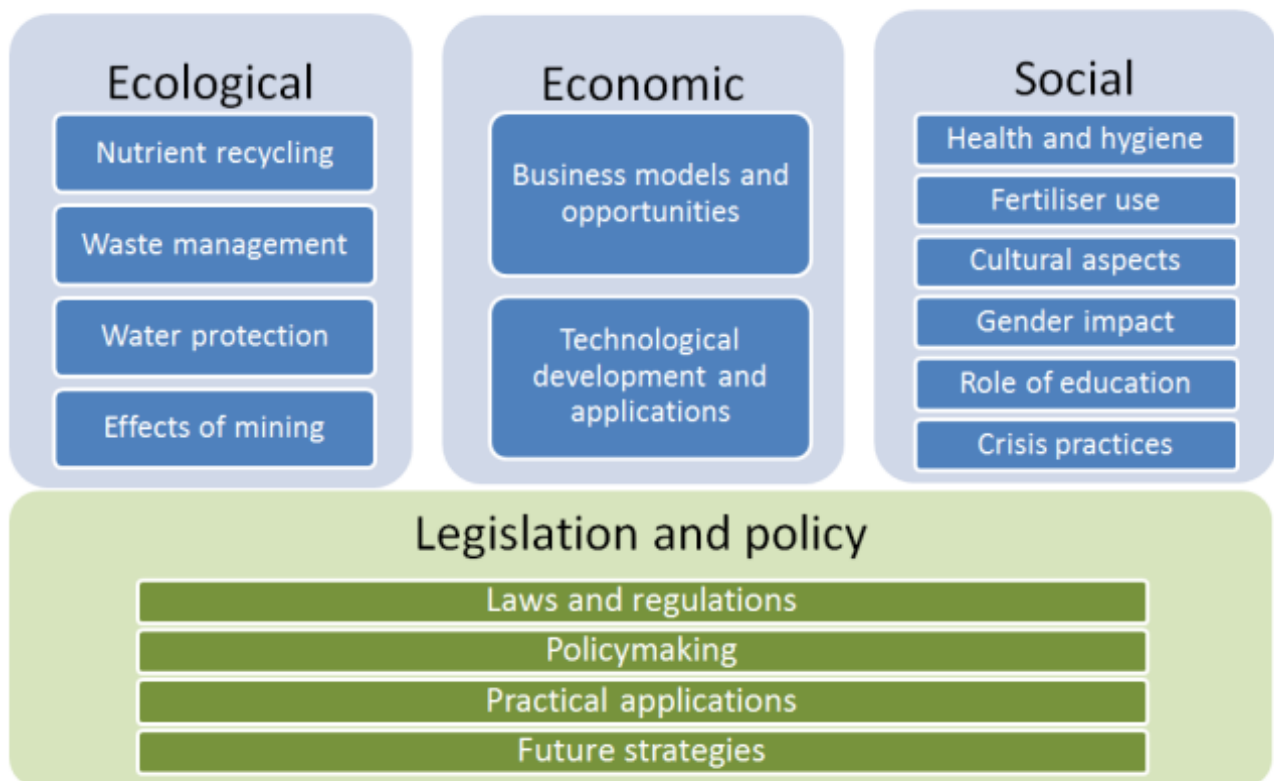 Ecological
Nutrient recycling
Waste management
Water protection
Effects of mining
Economic
Business models and
opportunities
Technological
development and
applications
Social
Health and hygiene
Fertiliser use
Cultural aspects
Gender impact
Role of education
Crisis practices
Legislation and policy
Laws and regulations
Policymaking
Practical applications
Future strategies